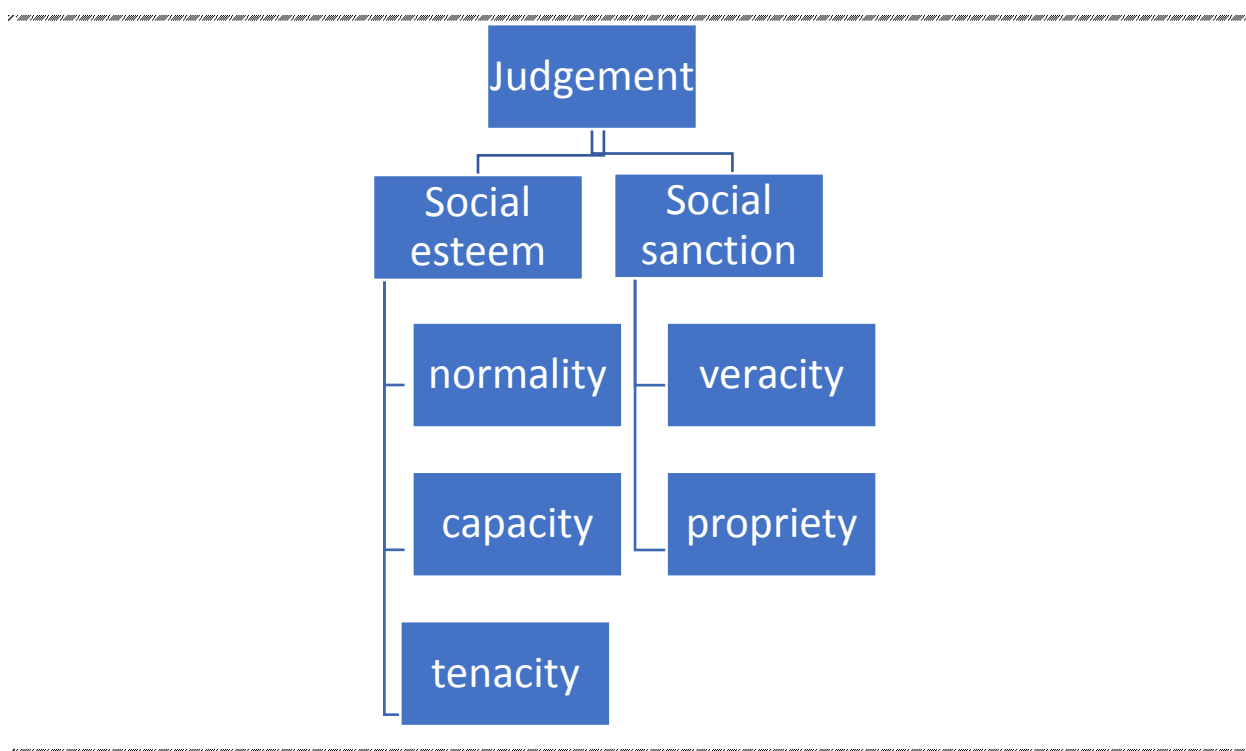 Judgement
Social
esteem
Social
sanction
normality
veracity
capacity
propriety
tenacity